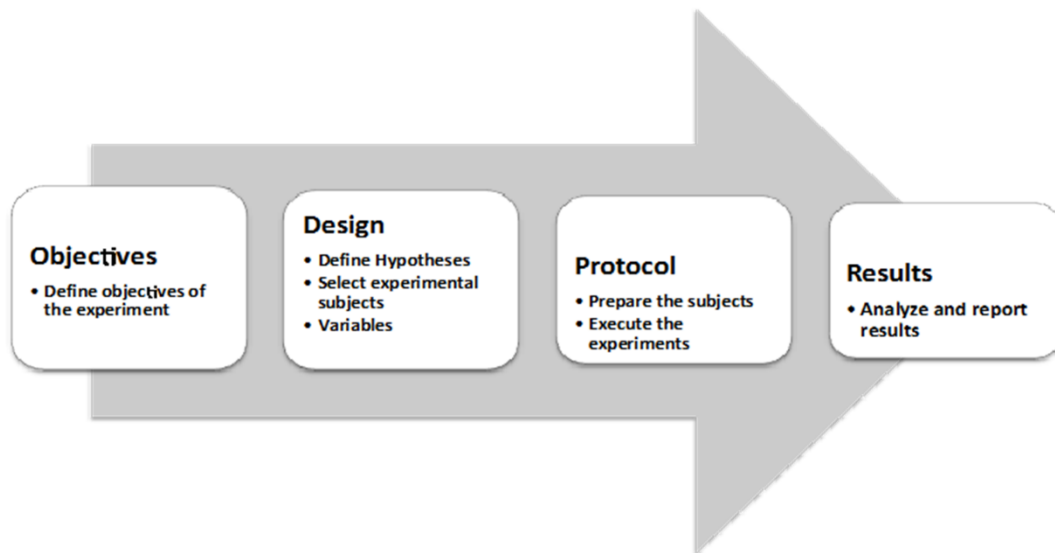 Objectives
• Define objectives of
the experiment
Design
• Define Hypotheses
• Select experimental
subjects
• Variables
Protocol
• Prepare the subjects
• Execute the
experiments
Results
• Analyze and report
results